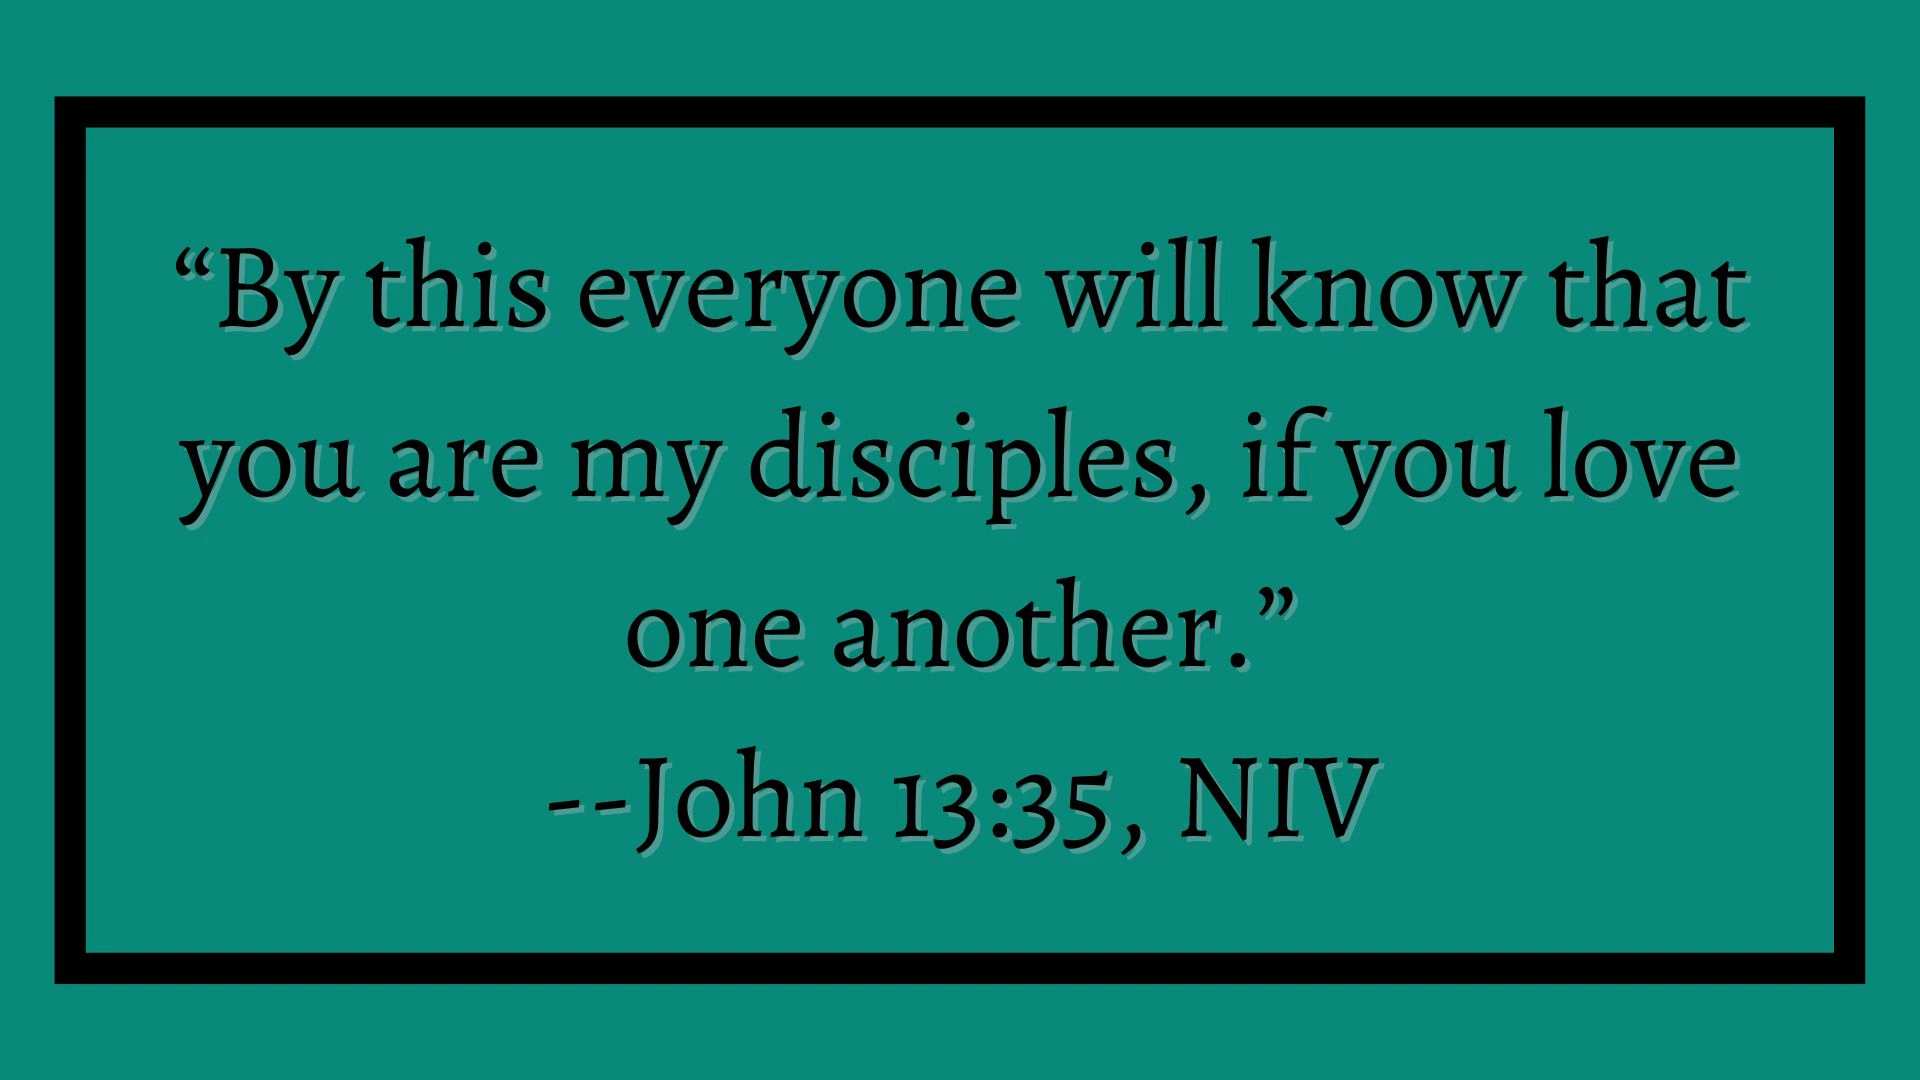 “By this everyone will know that
you are my disciples, if you love
one another.”
--John 13:35, NIV